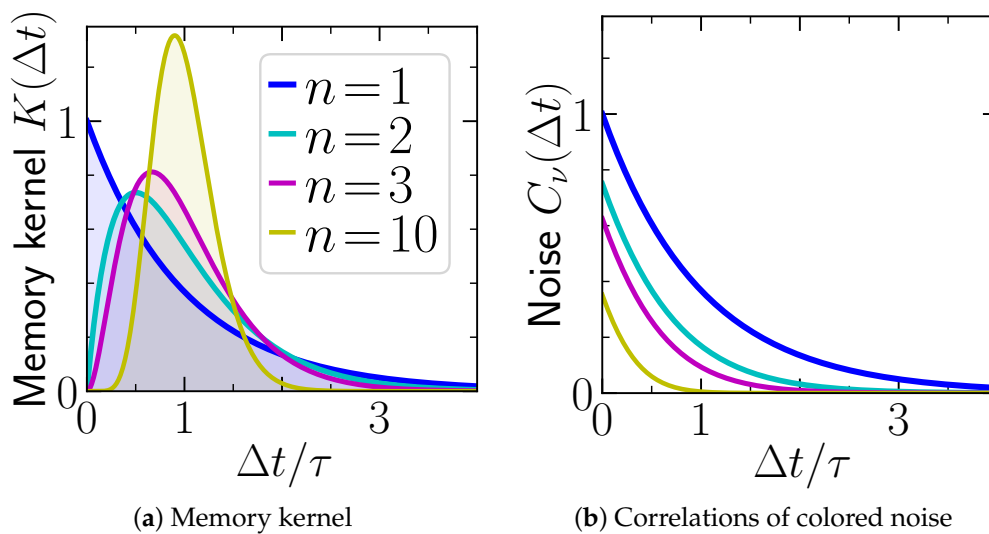 Memory kernel K(Δt)
1
0
n = 1
n = 2
n = 3
n = 10
0 1 3
Δt/τ
(a) Memory kernel
Noise C_ν(Δt)
1
0
0 1 3
Δt/τ
(b) Correlations of colored noise